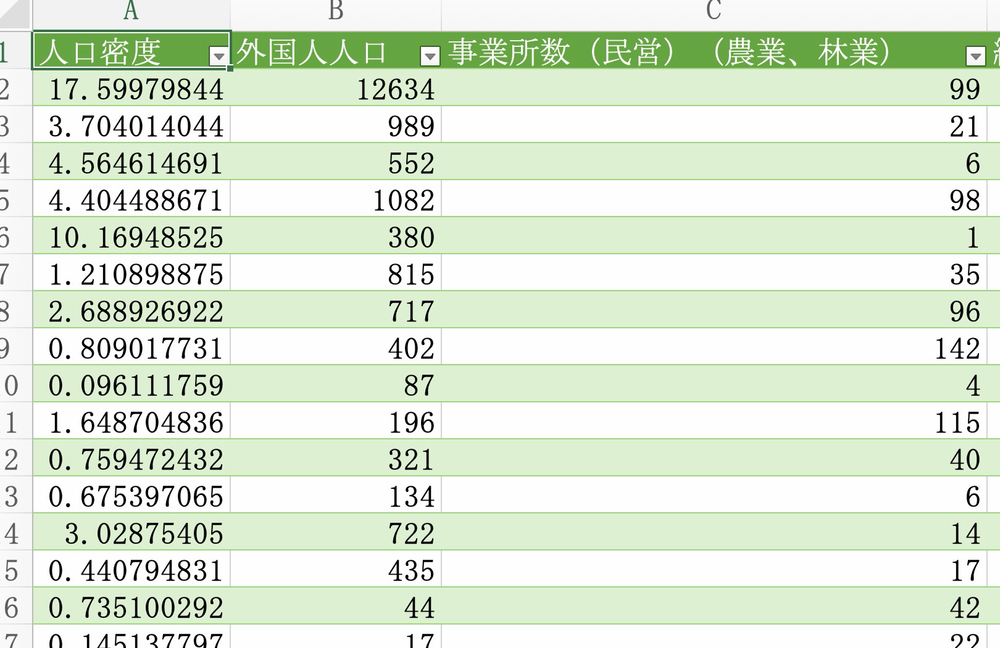 A B C
1 人口密度 外国人人口 事業所数（民営）（農業、林業）
2 17.59979844 12634 99
3 3.704014044 989 21
4 4.564614691 552 6
5 4.404488671 1082 98
6 10.16948525 380 1
7 1.210898875 815 35
8 2.688926922 717 96
9 0.809017731 402 142
0 0.096111759 87 4
1 1.648704836 196 115
2 0.759472432 321 40
3 0.675397065 134 6
4 3.02875405 722 14
5 0.440794831 435 17
6 0.735100292 44 42
7 0.145137797 17 22